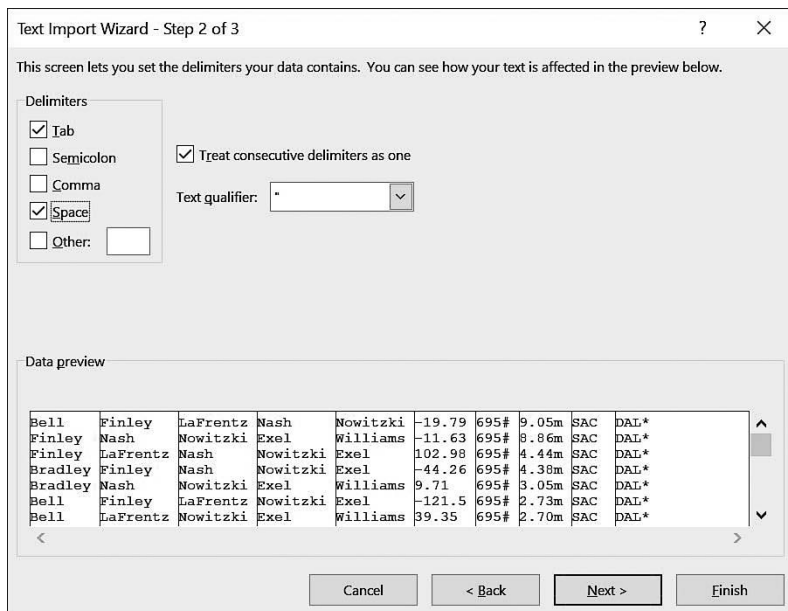 Text Import Wizard - Step 2 of 3 ?
This screen lets you set the delimiters your data contains. You can see how your text is affected in the preview below.
Delimiters
Tab
Semicolon
Comma
Space
Other:
Treat consecutive delimiters as one
Text qualifier: "
Data preview
Bell Finley LaFrentz Nash Nowitzki -19.79 695# 9.05m SAC DAL*
Finley Nash Nowitzki Exel Williams -11.63 695# 8.86m SAC DAL*
Finley LaFrentz Nash Nowitzki Exel 102.98 695# 4.44m SAC DAL*
Bradley Finley Nash Nowitzki Exel -44.26 695# 4.38m SAC DAL*
Bradley Nash Nowitzki Exel Williams 9.71 695# 3.05m SAC DAL*
Bell Finley LaFrentz Nowitzki Exel -121.5 695# 2.73m SAC DAL*
Bell LaFrentz Nowitzki Exel Williams 39.35 695# 2.70m SAC DAL*
Cancel < Back Next > Finish